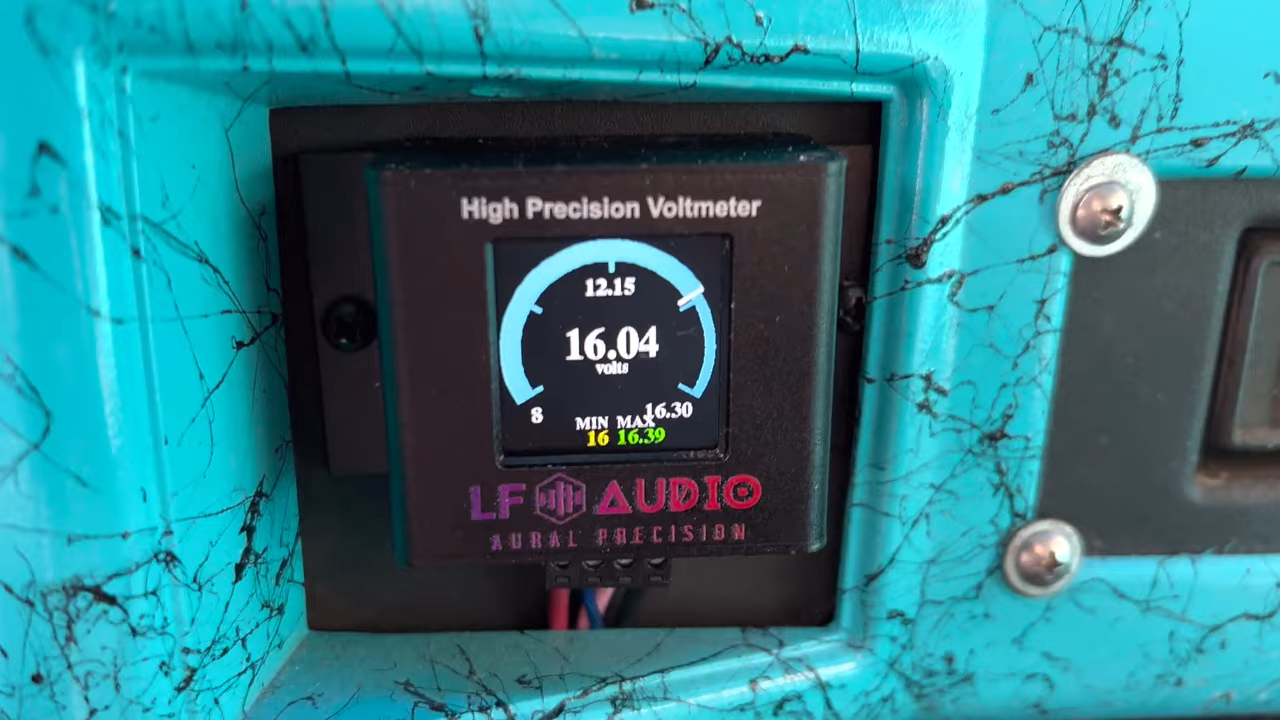 High Precision Voltmeter
12.15
16.04
volts
8
16.30
MIN MAX
16 16.39
LF AUDIO
AURAL PRECISION